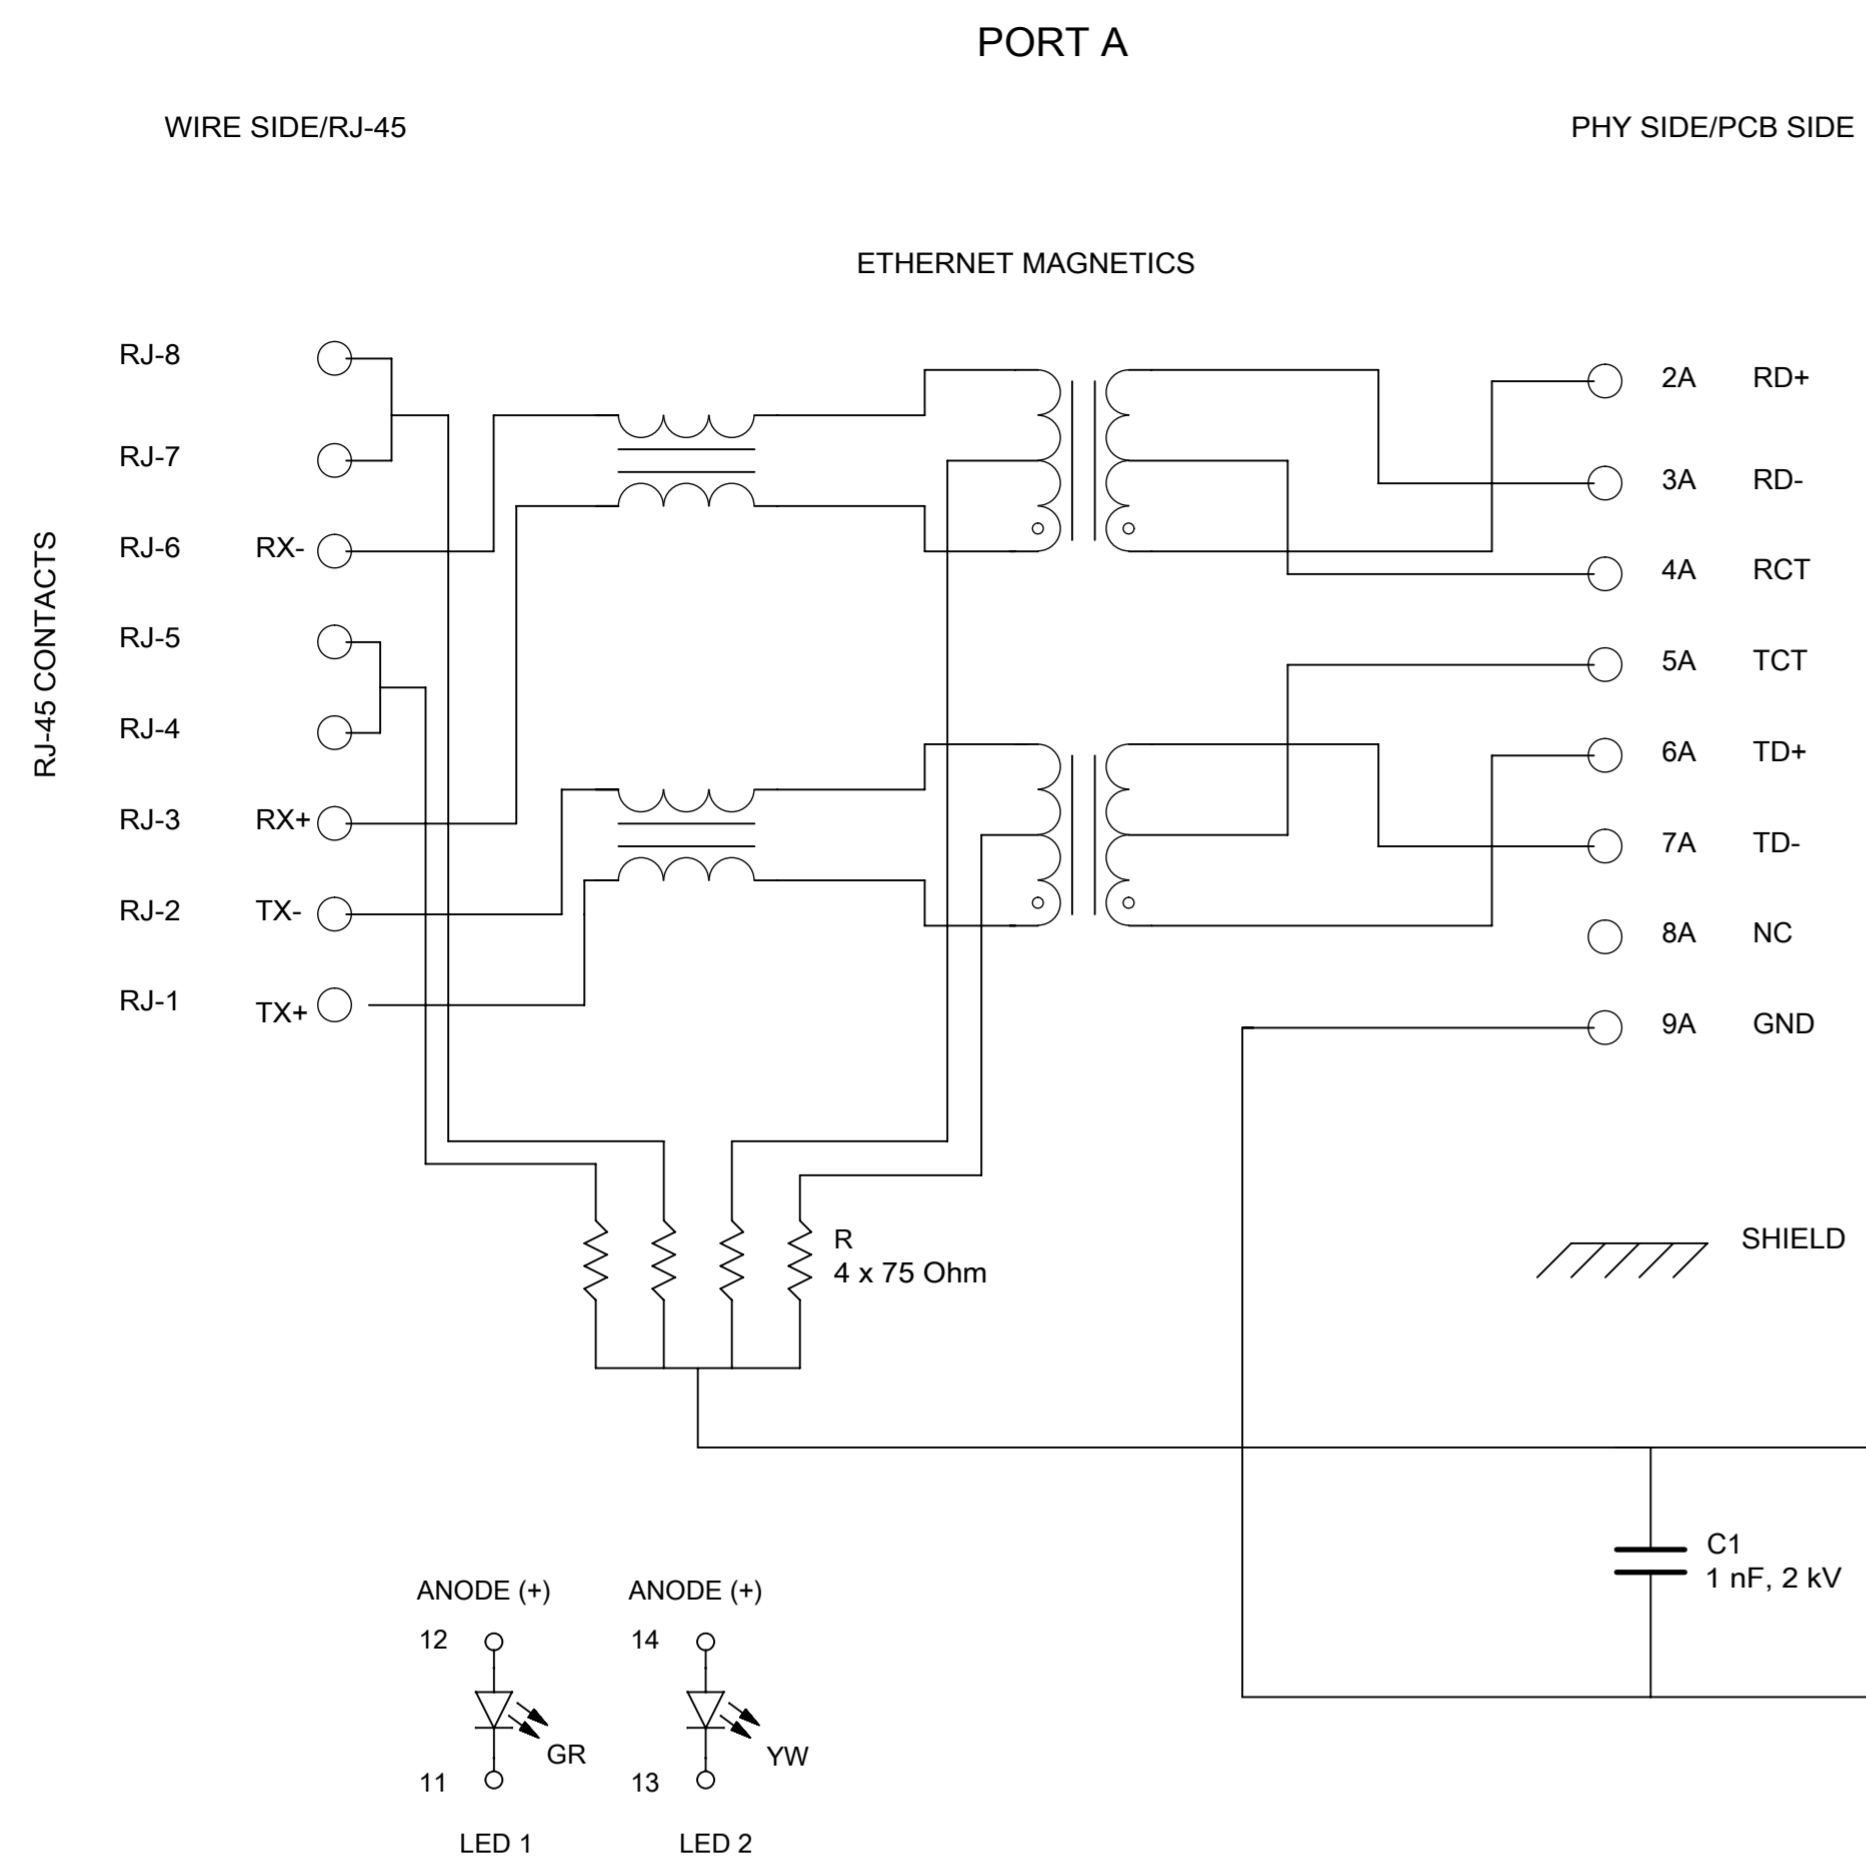 PORT A
WIRE SIDE/RJ-45
PHY SIDE/PCB SIDE
ETHERNET MAGNETICS
RJ-45 CONTACTS
RJ-8
RJ-7
RJ-6 RX-
RJ-5
RJ-4
RJ-3 RX+
RJ-2 TX-
RJ-1 TX+
2A RD+
3A RD-
4A RCT
5A TCT
6A TD+
7A TD-
8A NC
9A GND
R
4 x 75 Ohm
SHIELD
C1
1 nF, 2 kV
ANODE (+) ANODE (+)
12 14
GR YW
11 13
LED 1 LED 2